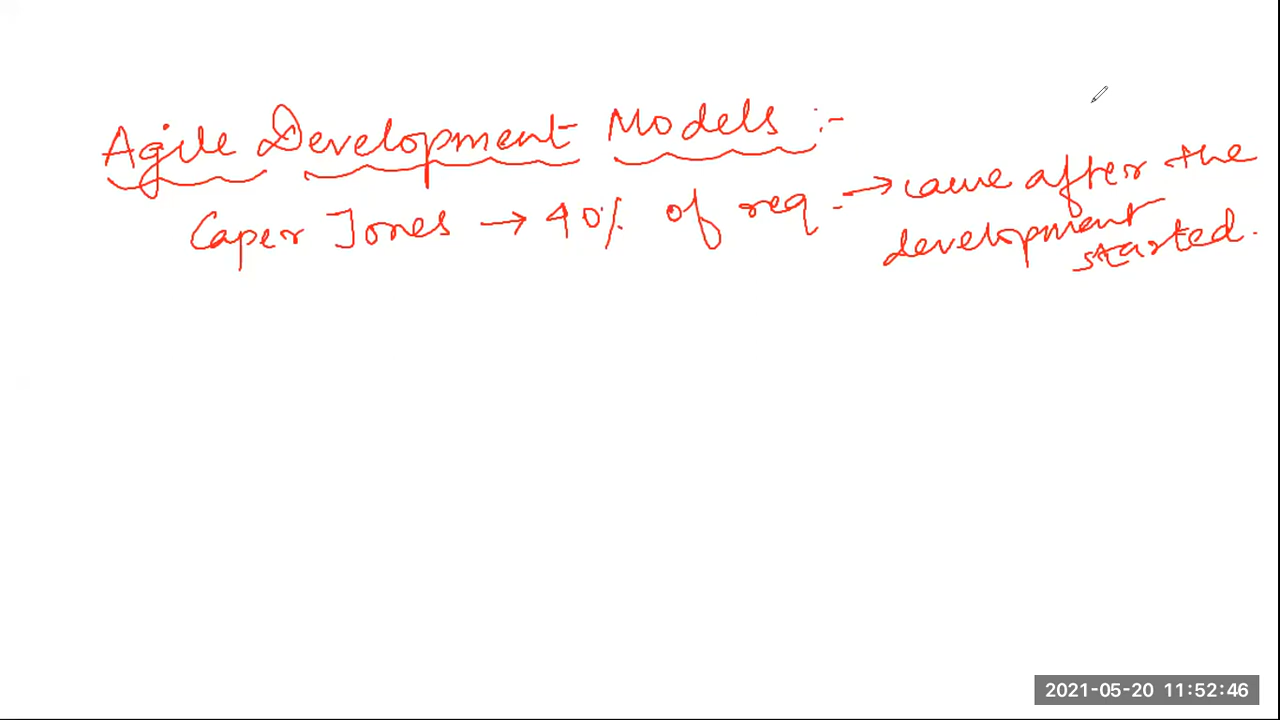 Agile Development Models :-
Caper Jones → 40% of req. → came after the
development
started.
2021-05-20 11:52:46